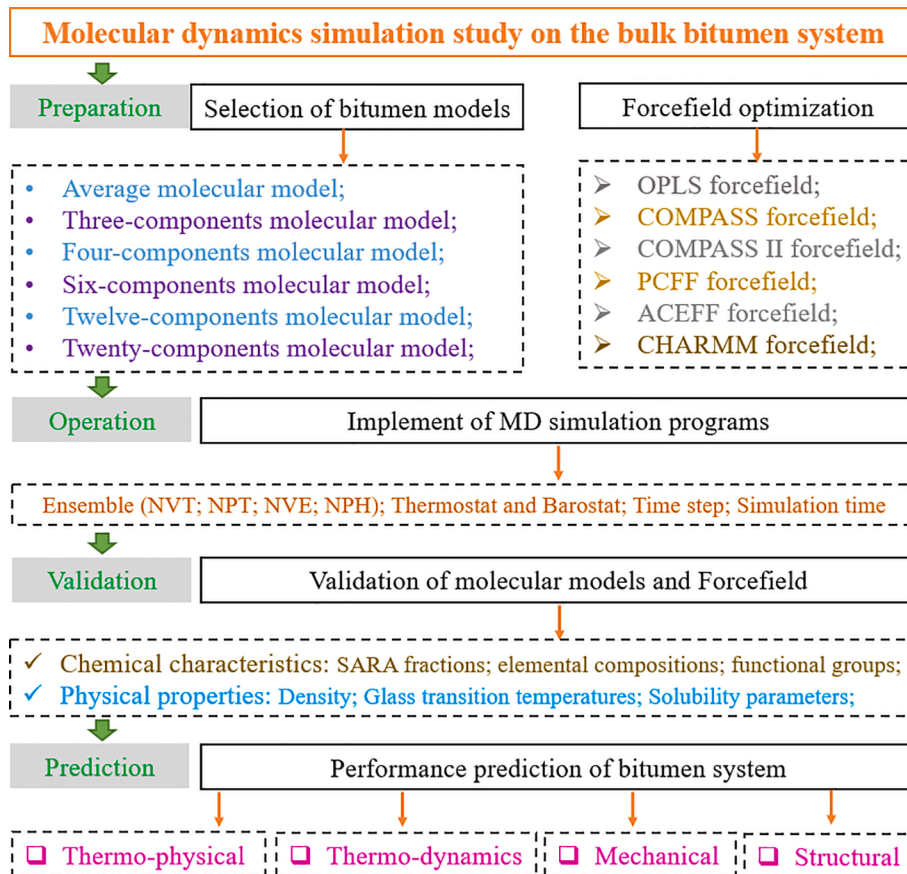 Molecular dynamics simulation study on the bulk bitumen system
Preparation
Selection of bitumen models
Forcefield optimization
• Average molecular model;
• Three-components molecular model;
• Four-components molecular model;
• Six-components molecular model;
• Twelve-components molecular model;
• Twenty-components molecular model;
➢ OPLS forcefield;
➢ COMPASS forcefield;
➢ COMPASS II forcefield;
➢ PCFF forcefield;
➢ ACEFF forcefield;
➢ CHARMM forcefield;
Operation
Implement of MD simulation programs
Ensemble (NVT; NPT; NVE; NPH); Thermostat and Barostat; Time step; Simulation time
Validation
Validation of molecular models and Forcefield
✓ Chemical characteristics: SARA fractions; elemental compositions; functional groups;
✓ Physical properties: Density; Glass transition temperatures; Solubility parameters;
Prediction
Performance prediction of bitumen system
❑ Thermo-physical
❑ Thermo-dynamics
❑ Mechanical
❑ Structural